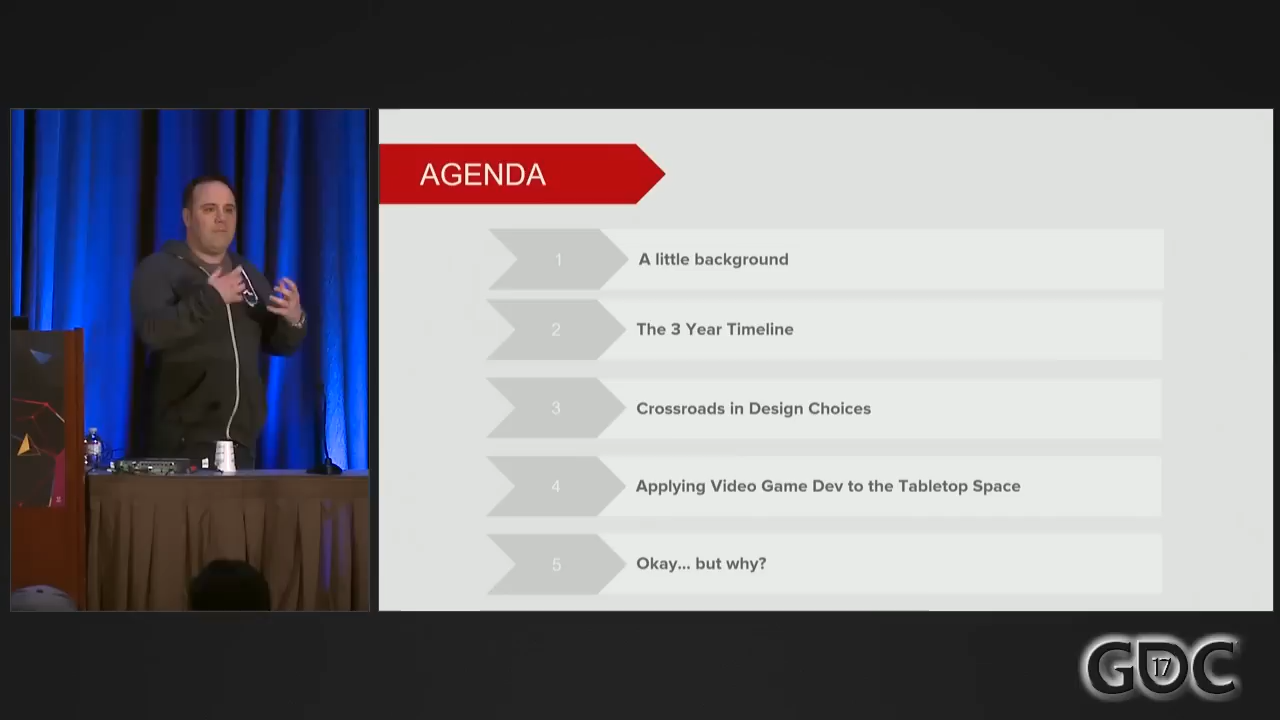 AGENDA
1
A little background
2
The 3 Year Timeline
3
Crossroads in Design Choices
4
Applying Video Game Dev to the Tabletop Space
5
Okay... but why?
GDC
17